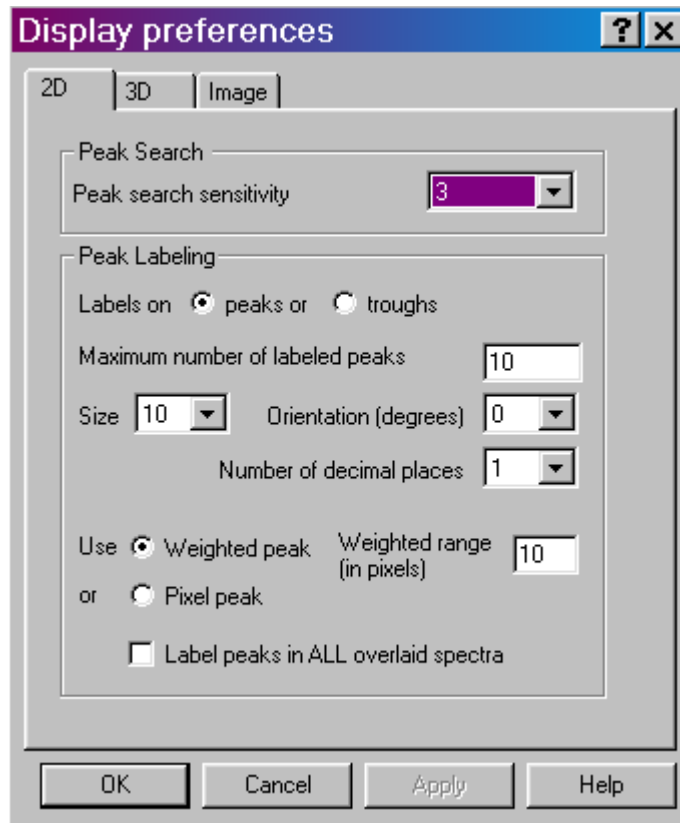 Display preferences
2D 3D Image
Peak Search
Peak search sensitivity 3
Peak Labeling
Labels on peaks or troughs
Maximum number of labeled peaks 10
Size 10 Orientation (degrees) 0
Number of decimal places 1
Use Weighted peak Weighted range (in pixels) 10
or Pixel peak
Label peaks in ALL overlaid spectra
OK Cancel Apply Help